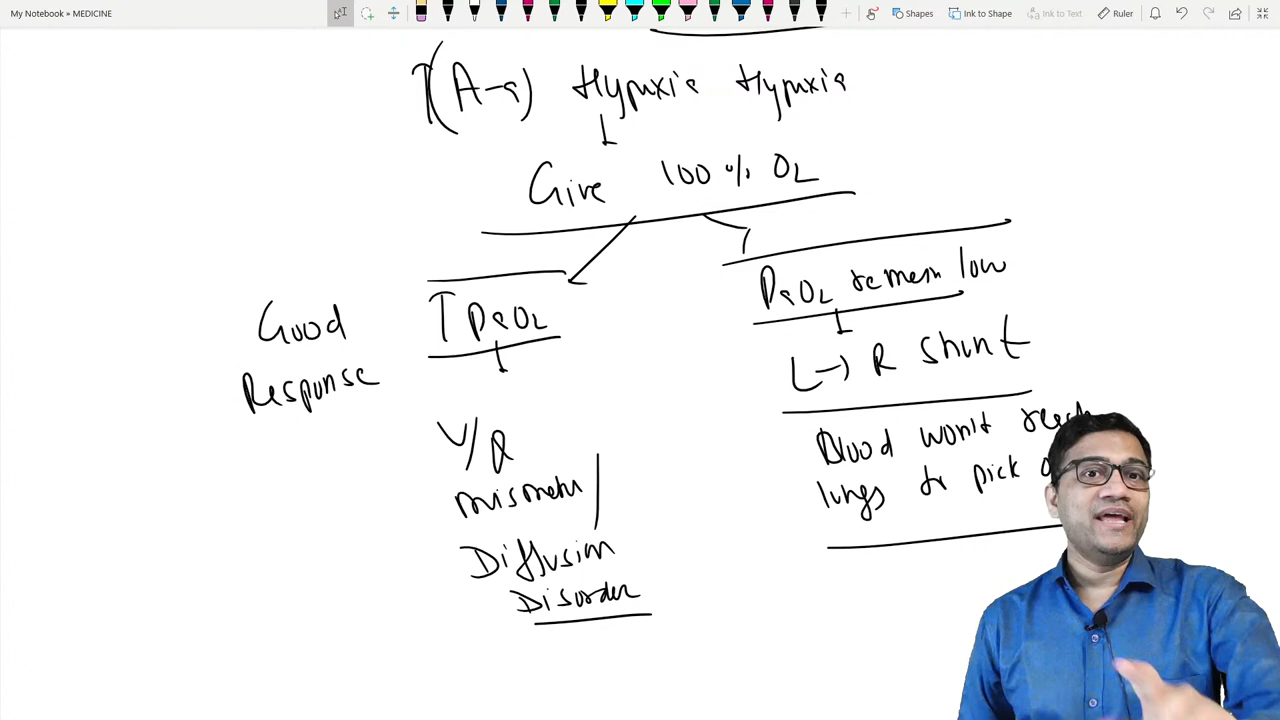 My Notebook » MEDICINE
Shapes
Ink to Shape
Ink to Text
Ruler
↑(A-a) Hypoxia Hypoxia
Give 100 % O2
Good
Response
↑ PaO2
PaO2 remain low
L→ R Shunt
Blood won't reach
lungs to pick
V/Q
mismatch/
Diffusion
Disorder